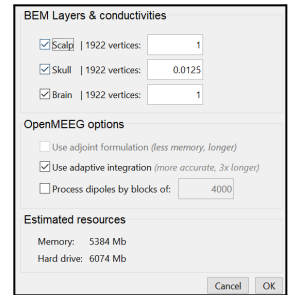 BEM Layers & conductivities
Scalp | 1922 vertices: 1
Skull | 1922 vertices: 0.0125
Brain | 1922 vertices: 1
OpenMEEG options
Use adjoint formulation (less memory, longer)
Use adaptive integration (more accurate, 3x longer)
Process dipoles by blocks of: 4000
Estimated resources
Memory: 5384 Mb
Hard drive: 6074 Mb
Cancel OK